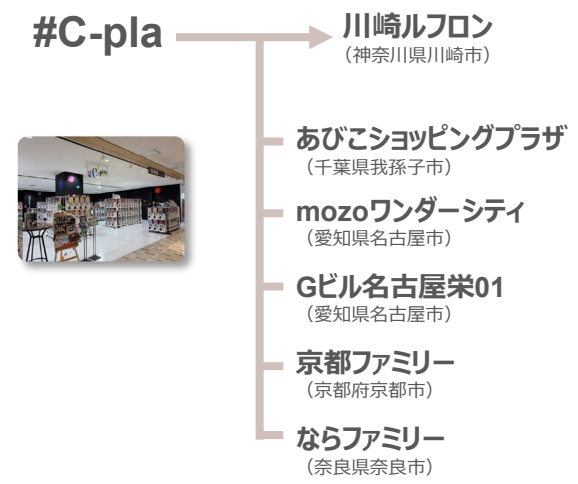 #C-pla
川崎ルフロン
（神奈川県川崎市）
あびこショッピングプラザ
（千葉県我孫子市）
mozoワンダーシティ
（愛知県名古屋市）
Gビル名古屋栄01
（愛知県名古屋市）
京都ファミリー
（京都府京都市）
ならファミリー
（奈良県奈良市）